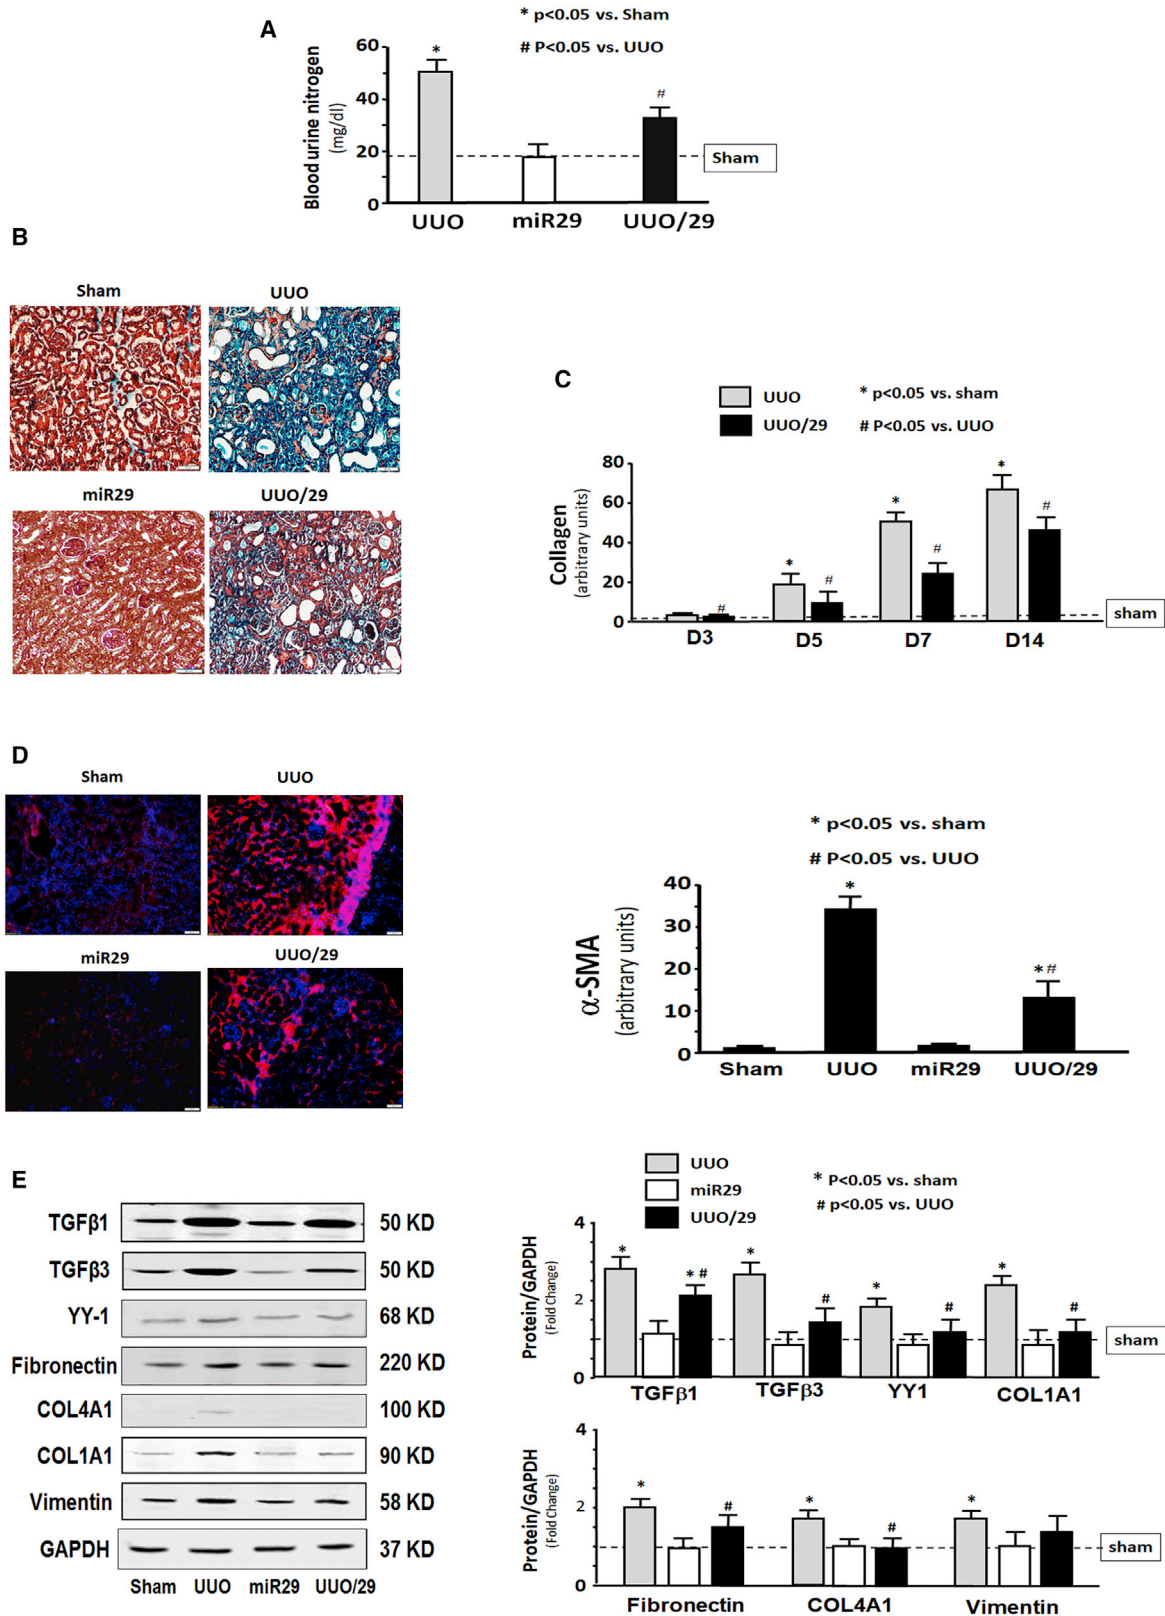 A
* p<0.05 vs. Sham
# P<0.05 vs. UUO
Blood urine nitrogen
(mg/dl)
60
40
20
0
Sham
UUO miR29 UUO/29
B
Sham UUO
miR29 UUO/29
C
UUO * p<0.05 vs. sham
UUO/29 # P<0.05 vs. UUO
Collagen
(arbitrary units)
80
60
40
20
0
* # * # * # * #
sham
D3 D5 D7 D14
D
Sham UUO
miR29 UUO/29
* p<0.05 vs. sham
# P<0.05 vs. UUO
α-SMA
(arbitrary units)
40
30
20
10
0
* *#
Sham UUO miR29 UUO/29
E
TGFβ1 50 KD
TGFβ3 50 KD
YY-1 68 KD
Fibronectin 220 KD
COL4A1 100 KD
COL1A1 90 KD
Vimentin 58 KD
GAPDH 37 KD
Sham UUO miR29 UUO/29
UUO
miR29
UUO/29
* P<0.05 vs. sham
# p<0.05 vs. UUO
Protein/GAPDH
(Fold Change)
4
2
0
* *# * # * # * #
sham
TGFβ1 TGFβ3 YY1 COL1A1
Protein/GAPDH
(Fold Change)
4
2
0
* # * # *
sham
Fibronectin COL4A1 Vimentin